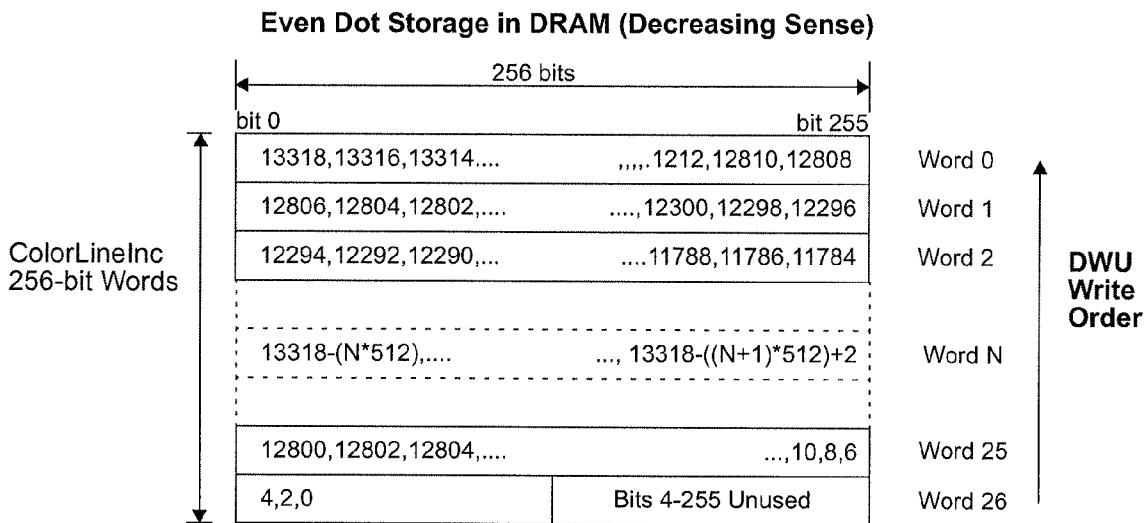 Even Dot Storage in DRAM (Decreasing Sense)
256 bits
bit 0 bit 255
13318,13316,13314.... ,,,,.1212,12810,12808 Word 0
12806,12804,12802,.... ....,12300,12298,12296 Word 1
12294,12292,12290,... ....11788,11786,11784 Word 2
ColorLineInc
256-bit Words
DWU
Write
Order
13318-(N*512),.... ..., 13318-((N+1)*512)+2 Word N
12800,12802,12804,.... ...,10,8,6 Word 25
4,2,0 Bits 4-255 Unused Word 26